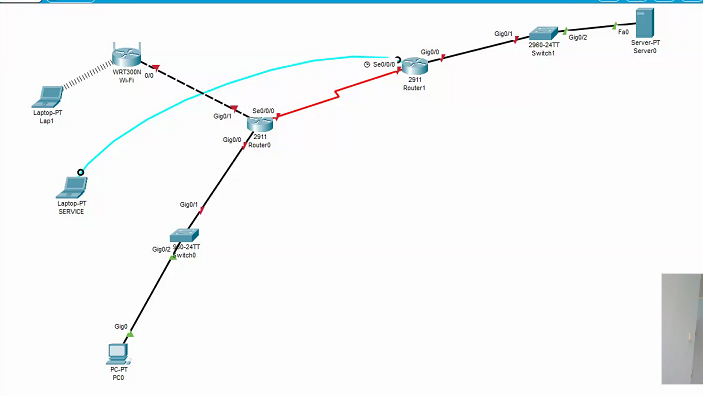 Server-PT
Server0
Fa0
Gig0/2
2960-24TT
Switch1
Gig0/1
Gig0/0
Se0/0/0
2911
Router1
WRT300N
Wi-Fi
0/0
Laptop-PT
Lap1
Gig0/1
Se0/0/0
2911
Router0
Gig0/0
Laptop-PT
SERVICE
Gig0/1
Gig0/2
60-24TT
witch0
Gig0
PC-PT
PC0